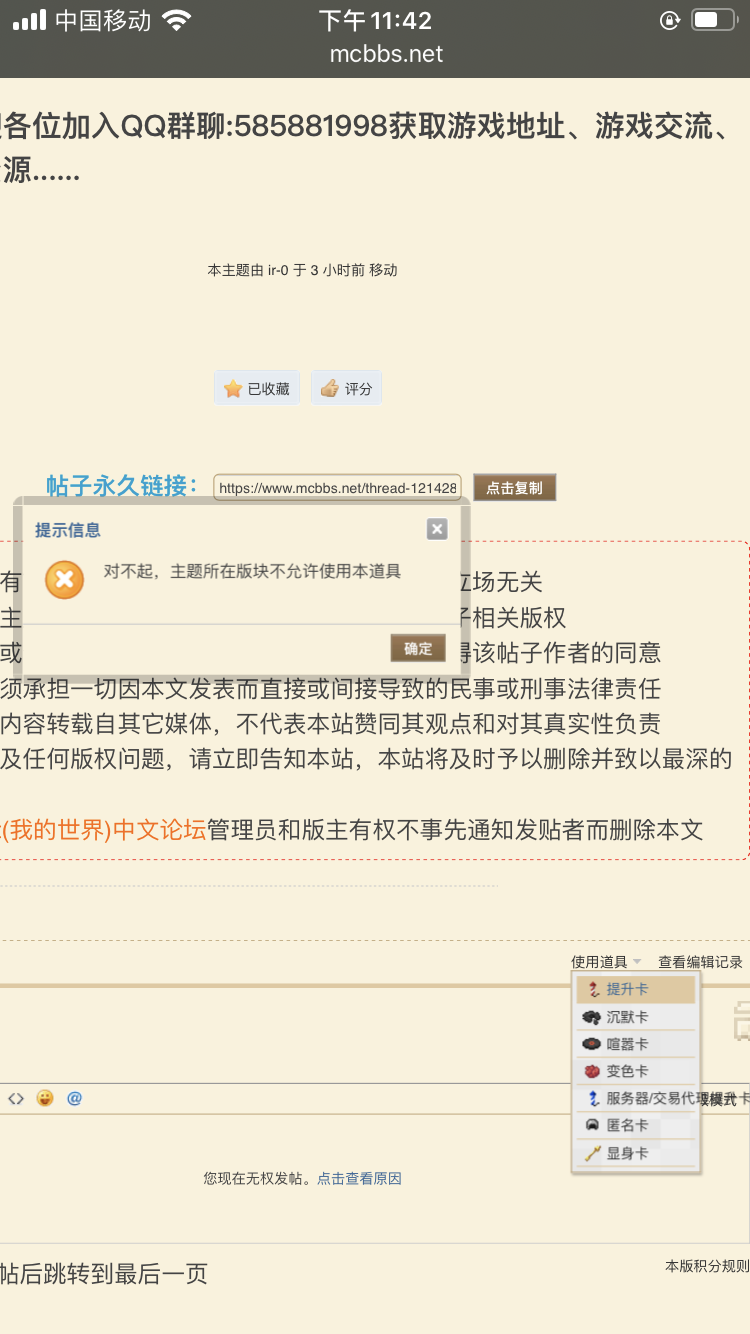 中国移动 下午11:42
mcbbs.net
各位加入QQ群聊:585881998获取游戏地址、游戏交流、
源......
本主题由 ir-0 于 3 小时前 移动
已收藏 评分
帖子永久链接： https://www.mcbbs.net/thread-121428 点击复制
提示信息
对不起，主题所在版块不允许使用本道具
确定
有 立场无关
主 子相关版权
或 得该帖子作者的同意
须承担一切因本文发表而直接或间接导致的民事或刑事法律责任
内容转载自其它媒体，不代表本站赞同其观点和对其真实性负责
及任何版权问题，请立即告知本站，本站将及时予以删除并致以最深的
(我的世界)中文论坛管理员和版主有权不事先通知发贴者而删除本文
使用道具 查看编辑记录
提升卡
沉默卡
喧嚣卡
变色卡
服务器/交易代理提升卡
匿名卡
显身卡
<> @
您现在无权发帖。点击查看原因
帖后跳转到最后一页
本版积分规则